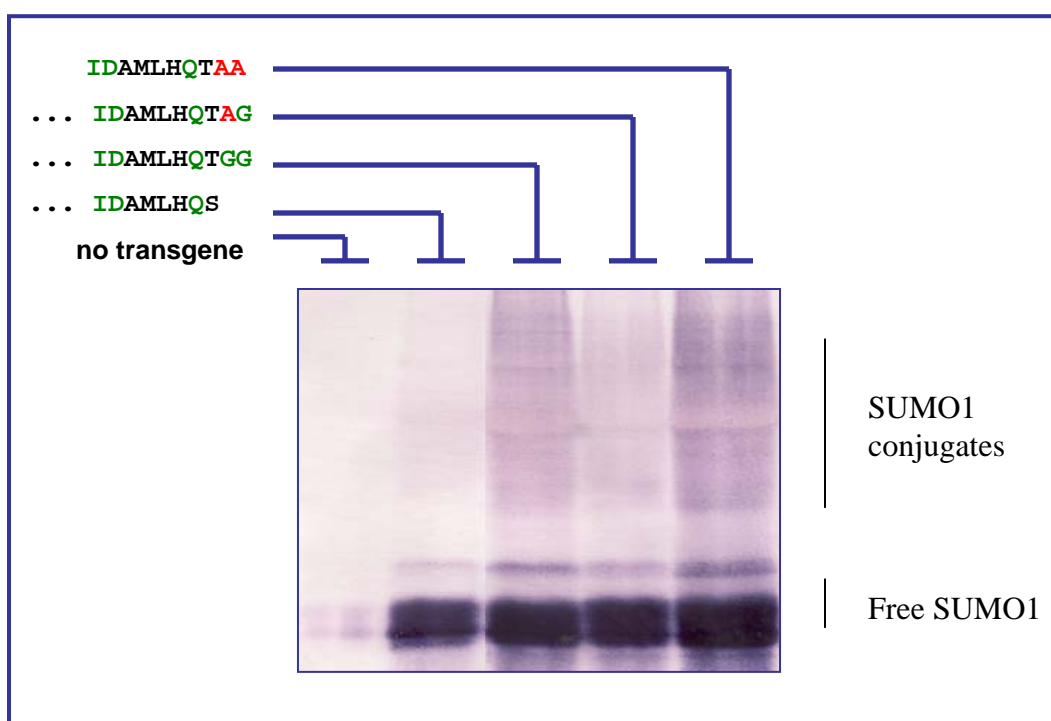 IDAMLHQTAA
... IDAMLHQTAG
... IDAMLHQTGG
... IDAMLHQS
no transgene
SUMO1
conjugates
Free SUMO1